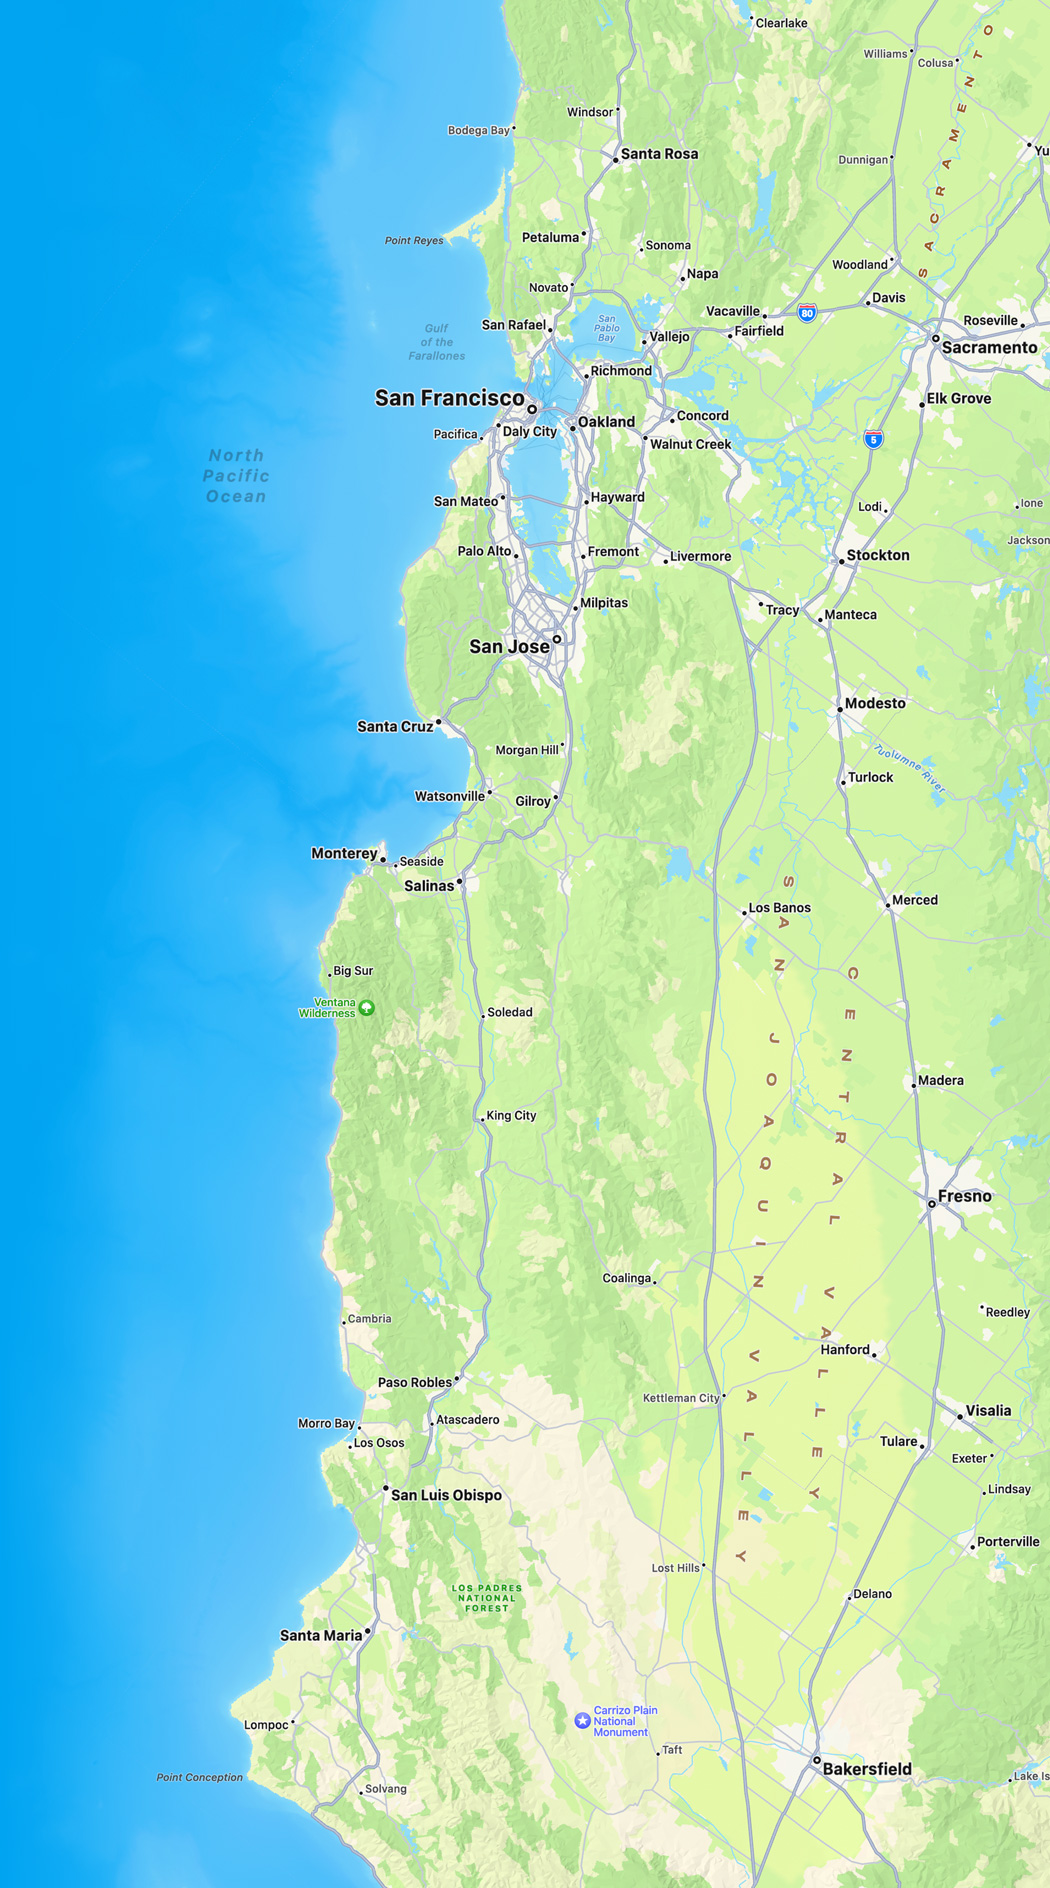 Clearlake
Williams
Colusa
Windsor
Bodega Bay
Santa Rosa
Yu
Dunnigan
SACRAMENTO
Point Reyes
Petaluma
Sonoma
Woodland
Napa
Novato
Davis
Vacaville
80
San Rafael
San
Pablo
Bay
Fairfield
Roseville
Gulf
of the
Farallones
Vallejo
Sacramento
Richmond
San Francisco
Elk Grove
Concord
Oakland
Pacifica
Daly City
Walnut Creek
5
North
Pacific
Ocean
San Mateo
Hayward
Lodi
Ione
Jackson
Palo Alto
Fremont
Livermore
Stockton
Milpitas
Tracy
Manteca
San Jose
Modesto
Santa Cruz
Morgan Hill
Tuolumne River
Turlock
Watsonville
Gilroy
Monterey
Seaside
Salinas
Merced
Los Banos
SAN JOAQUIN VALLEY
CENTRAL VALLEY
Big Sur
Ventana
Wilderness
Soledad
Madera
King City
Fresno
Coalinga
Reedley
Cambria
Hanford
Paso Robles
Kettleman City
Visalia
Morro Bay
Atascadero
Los Osos
Tulare
Exeter
Lindsay
San Luis Obispo
Porterville
Lost Hills
LOS PADRES
NATIONAL
FOREST
Delano
Santa Maria
Carrizo Plain
National
Monument
Lompoc
Taft
Bakersfield
Point Conception
Lake Is
Solvang